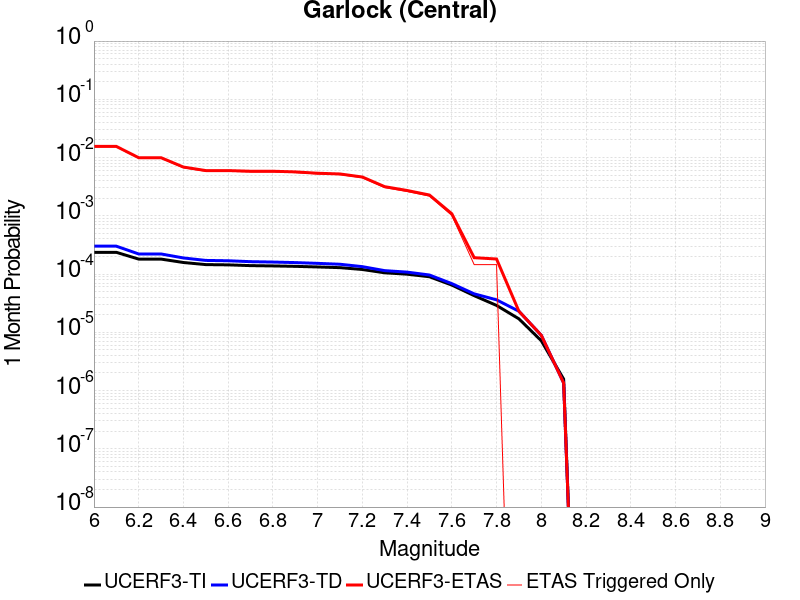 Garlock (Central)
10^0
10^-1
10^-2
10^-3
10^-4
10^-5
10^-6
10^-7
10^-8
1 Month Probability
6 6.2 6.4 6.6 6.8 7 7.2 7.4 7.6 7.8 8 8.2 8.4 8.6 8.8 9
Magnitude
UCERF3-TI UCERF3-TD UCERF3-ETAS ETAS Triggered Only